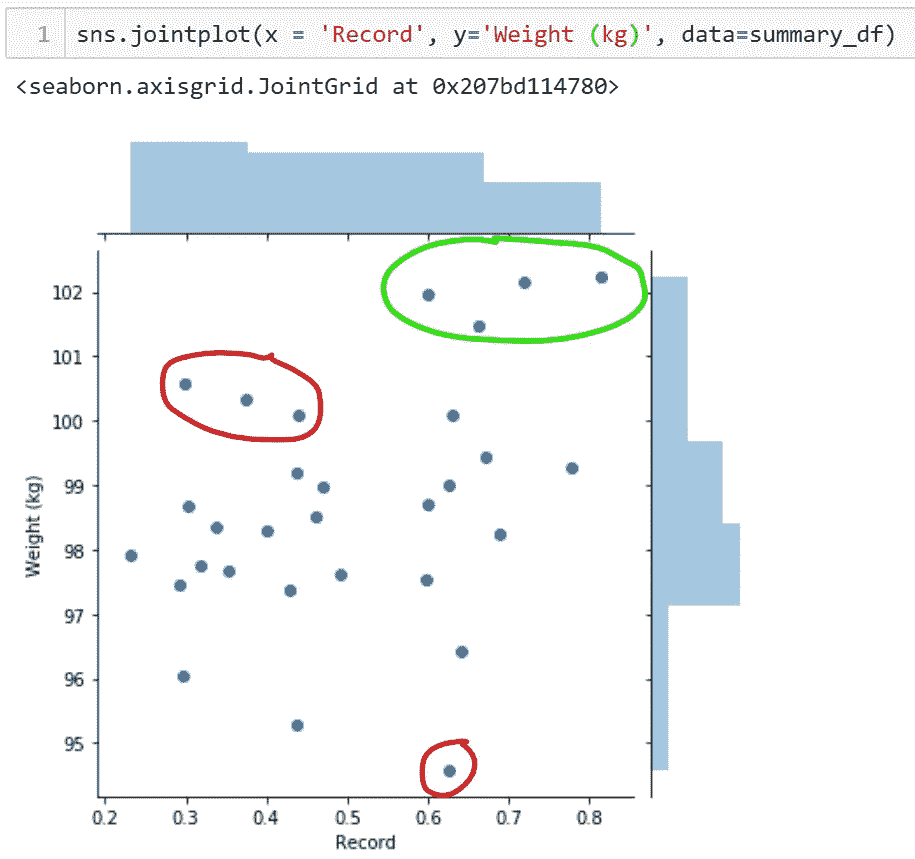 1 sns.jointplot(x = 'Record', y='Weight (kg)', data=summary_df)
<seaborn.axisgrid.JointGrid at 0x207bd114780>
102
101
100
99
98
97
96
95
Weight (kg)
0.2 0.3 0.4 0.5 0.6 0.7 0.8
Record